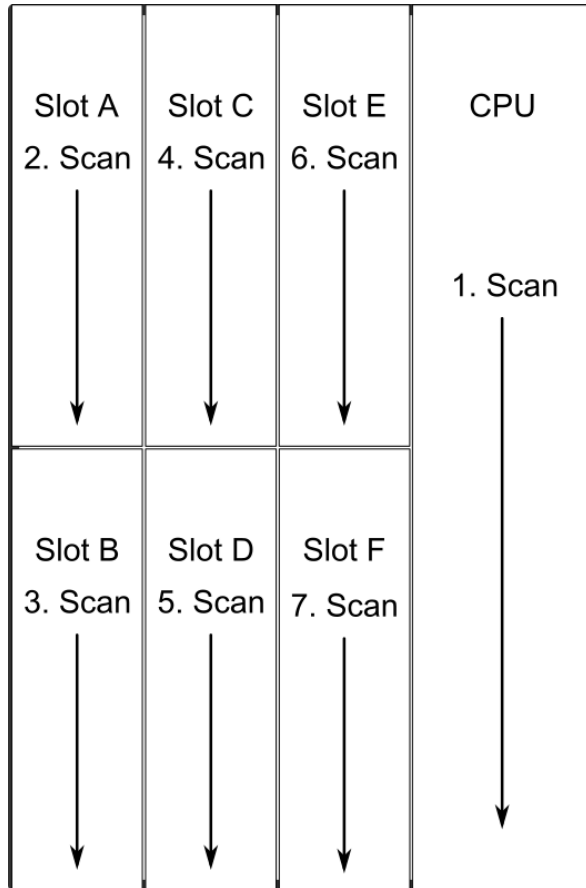 Slot A
2. Scan
Slot C
4. Scan
Slot E
6. Scan
CPU
1. Scan
Slot B
3. Scan
Slot D
5. Scan
Slot F
7. Scan